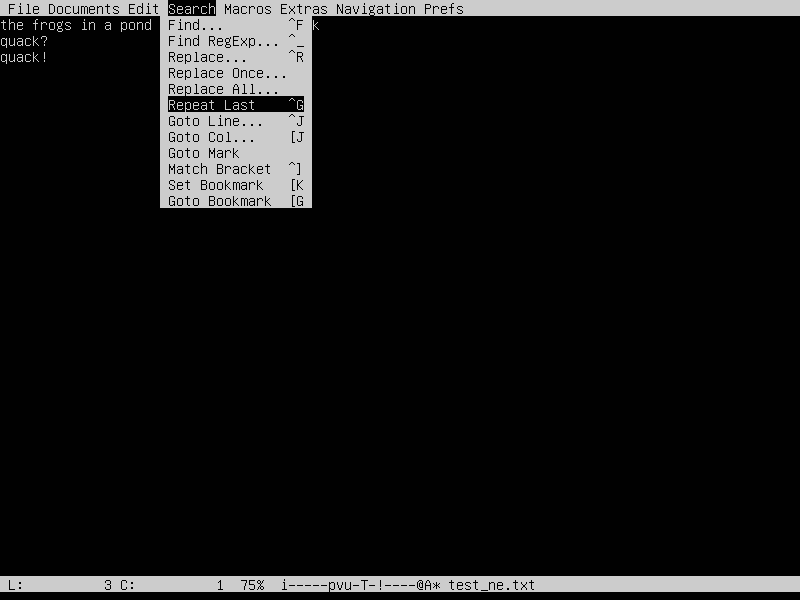 File Documents Edit Search Macros Extras Navigation Prefs
the frogs in a pond Find... ^F k
quack? Find RegExp... ^_
quack! Replace... ^R
Replace Once...
Replace All...
Repeat Last ^G
Goto Line... ^J
Goto Col... [J
Goto Mark
Match Bracket ^]
Set Bookmark [K
Goto Bookmark [G
L: 3 C: 1 75% i-----pvu-T-!----@A* test_ne.txt